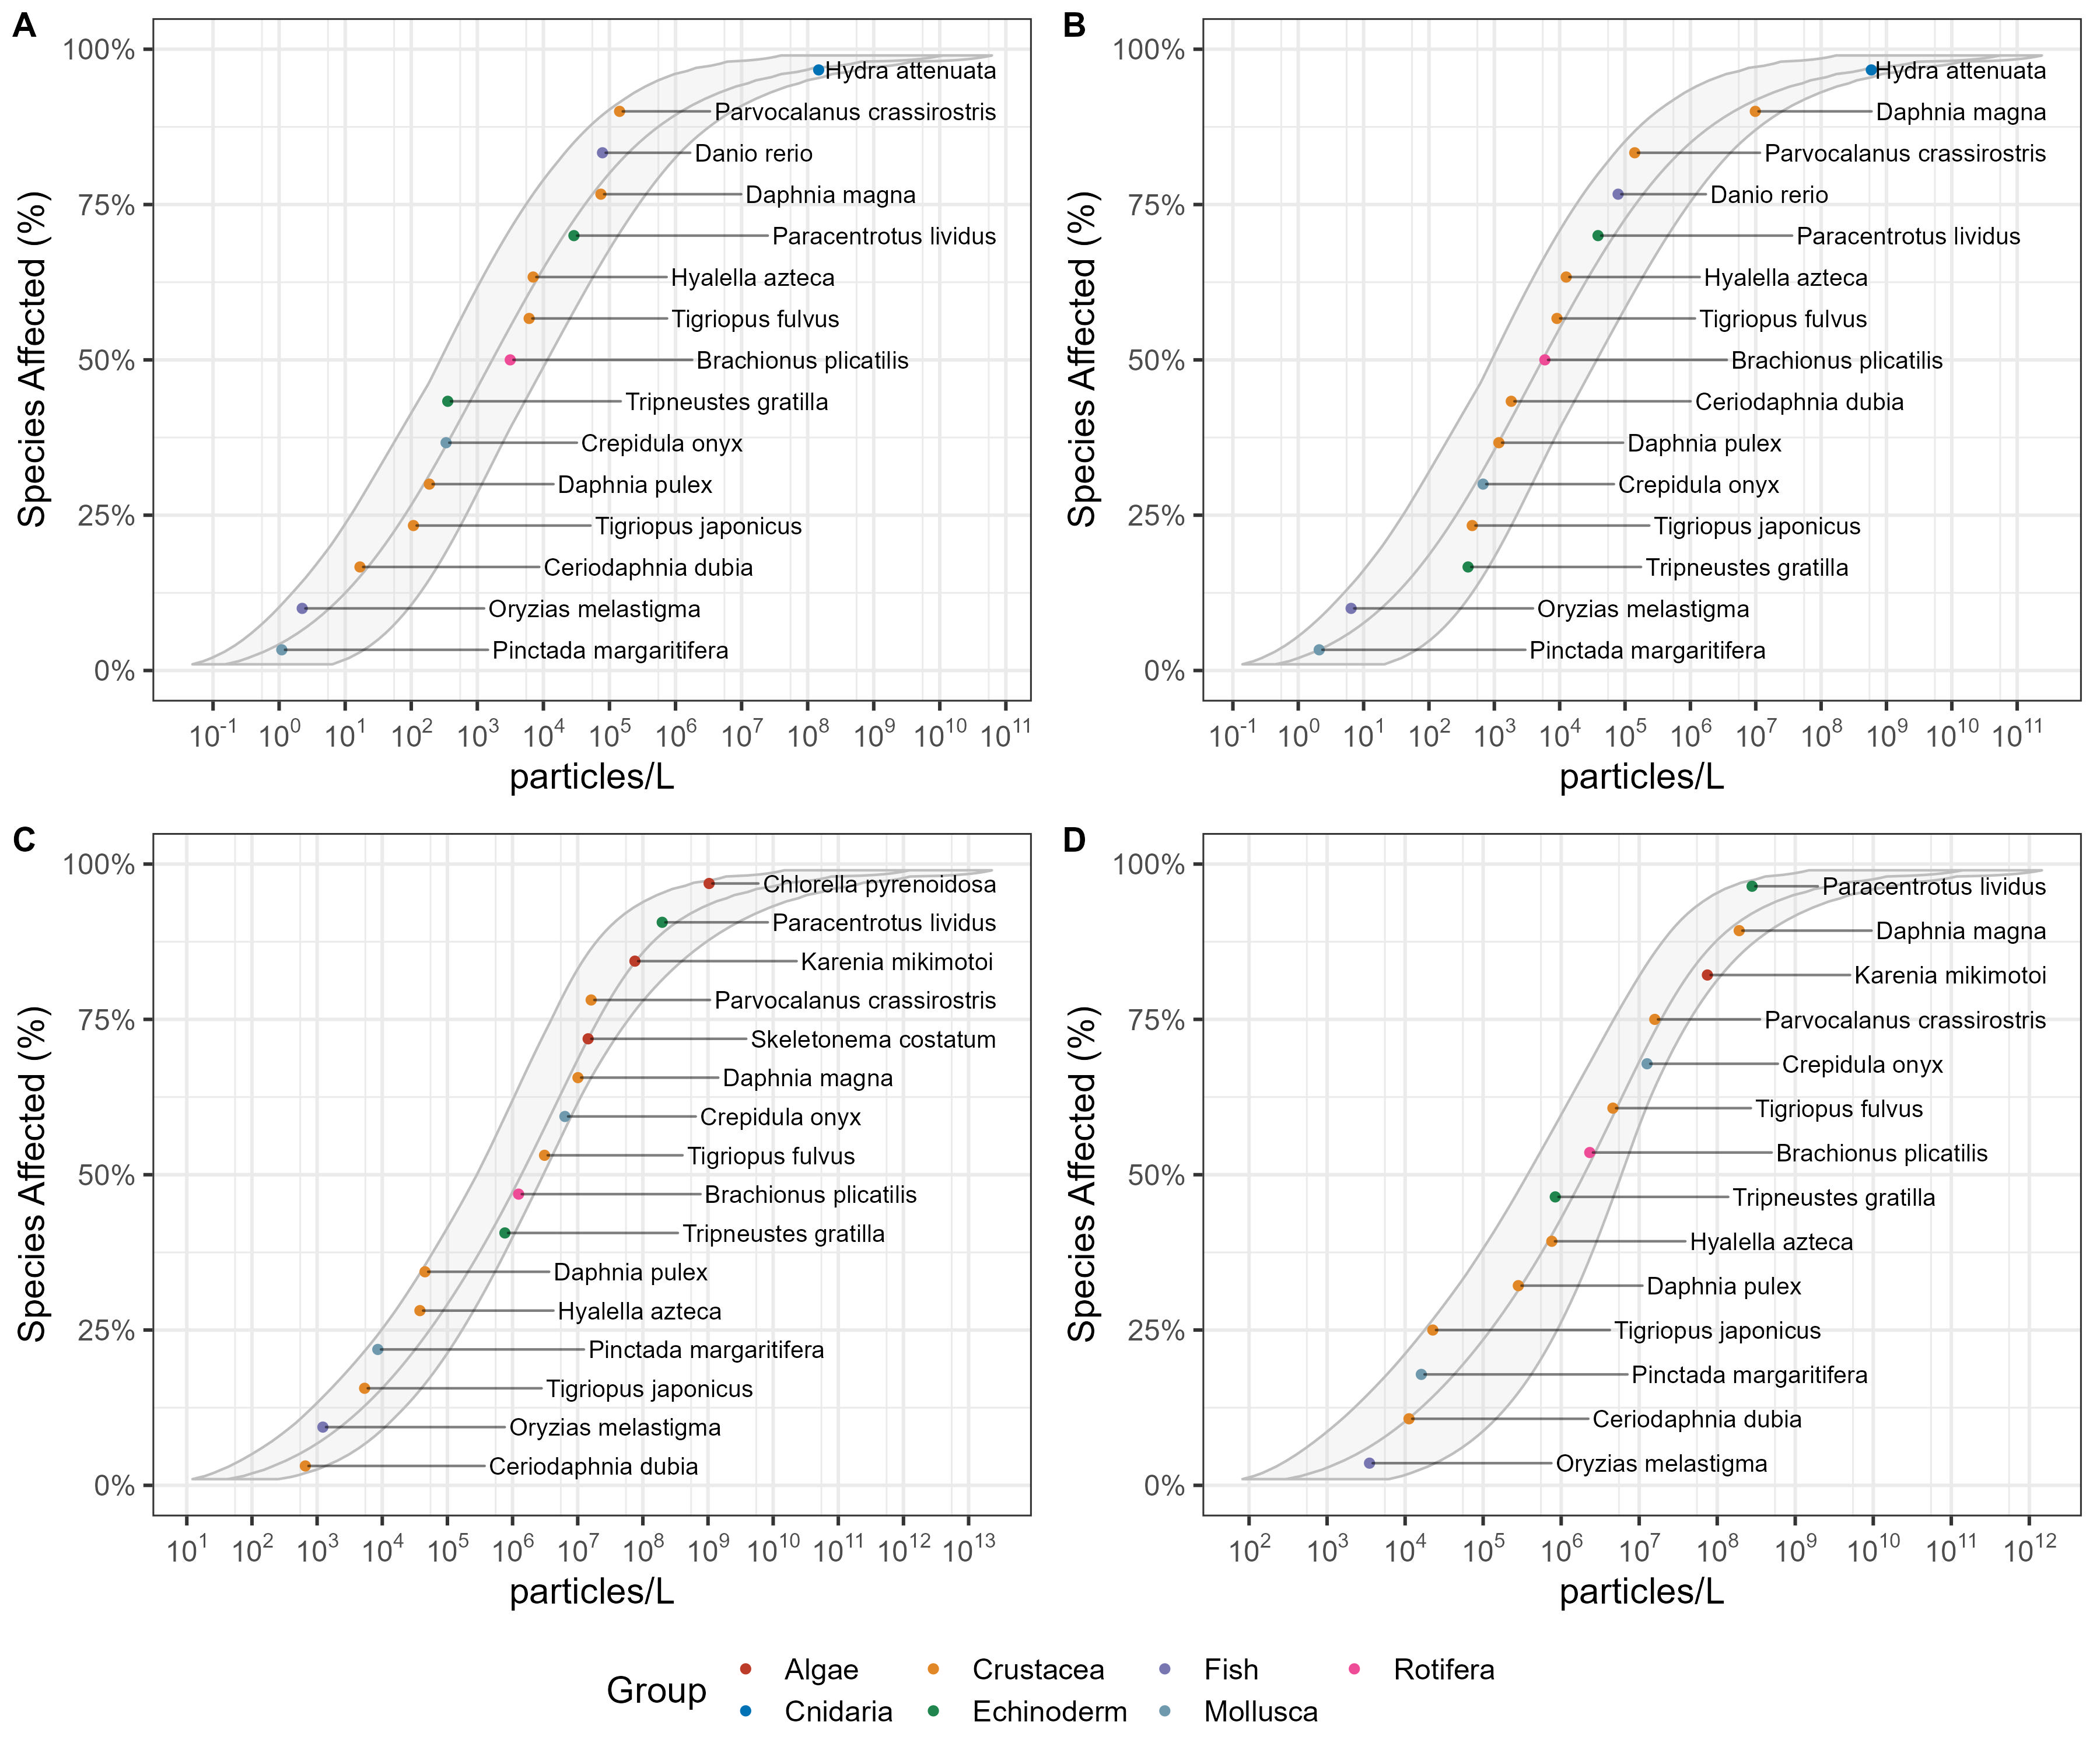 A
Species Affected (%)
100%
75%
50%
25%
0%
Hydra attenuata
Parvocalanus crassirostris
Danio rerio
Daphnia magna
Paracentrotus lividus
Hyalella azteca
Tigriopus fulvus
Brachionus plicatilis
Tripneustes gratilla
Crepidula onyx
Daphnia pulex
Tigriopus japonicus
Ceriodaphnia dubia
Oryzias melastigma
Pinctada margaritifera
10⁻¹ 10⁰ 10¹ 10² 10³ 10⁴ 10⁵ 10⁶ 10⁷ 10⁸ 10⁹ 10¹⁰ 10¹¹
particles/L
B
Species Affected (%)
100%
75%
50%
25%
0%
Hydra attenuata
Daphnia magna
Parvocalanus crassirostris
Danio rerio
Paracentrotus lividus
Hyalella azteca
Tigriopus fulvus
Brachionus plicatilis
Ceriodaphnia dubia
Daphnia pulex
Crepidula onyx
Tigriopus japonicus
Tripneustes gratilla
Oryzias melastigma
Pinctada margaritifera
10⁻¹ 10⁰ 10¹ 10² 10³ 10⁴ 10⁵ 10⁶ 10⁷ 10⁸ 10⁹ 10¹⁰ 10¹¹
particles/L
C
Species Affected (%)
100%
75%
50%
25%
0%
Chlorella pyrenoidosa
Paracentrotus lividus
Karenia mikimotoi
Parvocalanus crassirostris
Skeletonema costatum
Daphnia magna
Crepidula onyx
Tigriopus fulvus
Brachionus plicatilis
Tripneustes gratilla
Daphnia pulex
Hyalella azteca
Pinctada margaritifera
Tigriopus japonicus
Oryzias melastigma
Ceriodaphnia dubia
10¹ 10² 10³ 10⁴ 10⁵ 10⁶ 10⁷ 10⁸ 10⁹ 10¹⁰ 10¹¹ 10¹² 10¹³
particles/L
D
Species Affected (%)
100%
75%
50%
25%
0%
Paracentrotus lividus
Daphnia magna
Karenia mikimotoi
Parvocalanus crassirostris
Crepidula onyx
Tigriopus fulvus
Brachionus plicatilis
Tripneustes gratilla
Hyalella azteca
Daphnia pulex
Tigriopus japonicus
Pinctada margaritifera
Ceriodaphnia dubia
Oryzias melastigma
10² 10³ 10⁴ 10⁵ 10⁶ 10⁷ 10⁸ 10⁹ 10¹⁰ 10¹¹ 10¹²
particles/L
Group
Algae Crustacea Fish Rotifera
Cnidaria Echinoderm Mollusca